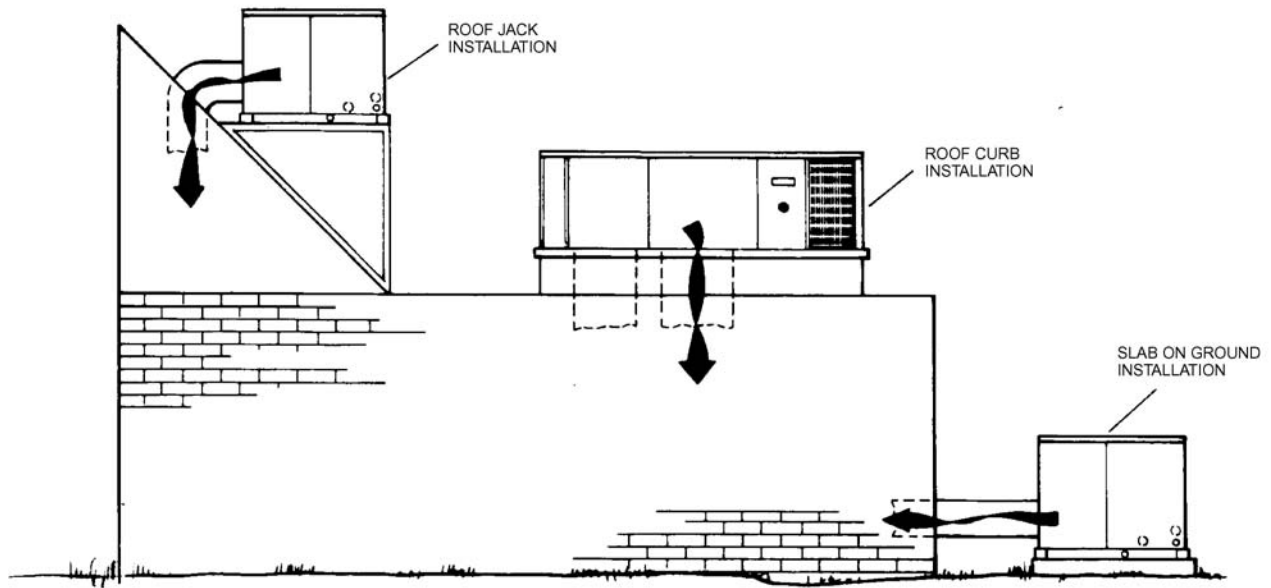 ROOF JACK
INSTALLATION
ROOF CURB
INSTALLATION
SLAB ON GROUND
INSTALLATION